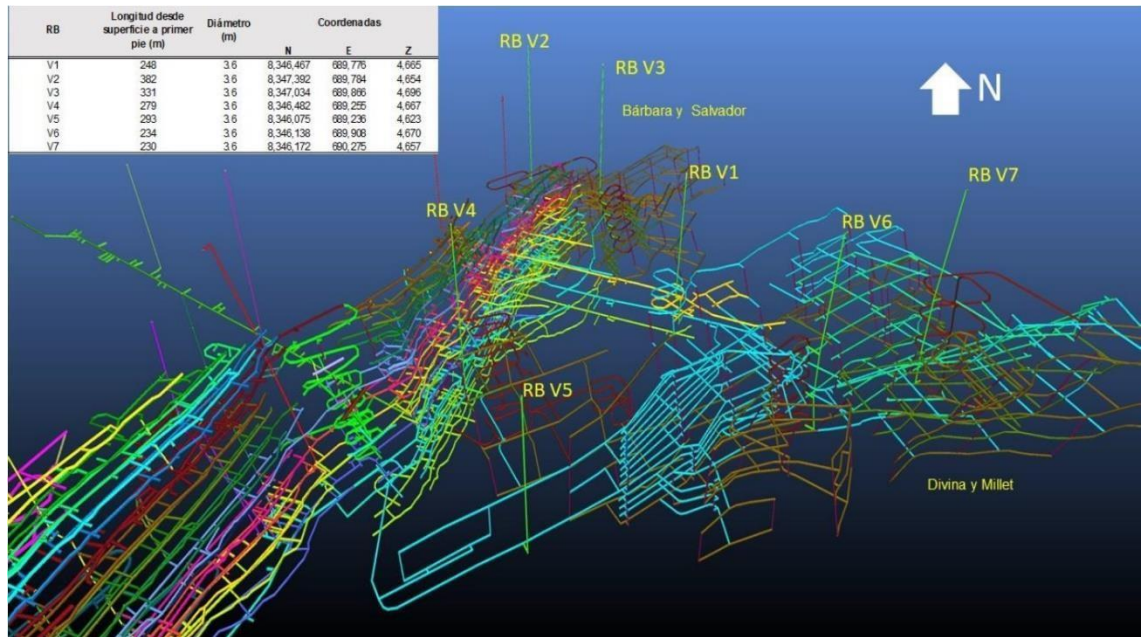 RB Longitud desde superficie a primer pie (m) Diámetro (m) Coordenadas
N E Z
V1 248 3.6 8,346,467 689,776 4,665
V2 382 3.6 8,347,392 689,784 4,654
V3 331 3.6 8,347,034 689,866 4,696
V4 279 3.6 8,346,482 689,255 4,667
V5 293 3.6 8,346,075 689,236 4,623
V6 234 3.6 8,346,138 689,908 4,670
V7 230 3.6 8,346,172 690,275 4,657
RB V2
RB V3
N
Bárbara y Salvador
RB V1
RB V7
RB V4
RB V6
RB V5
Divina y Millet